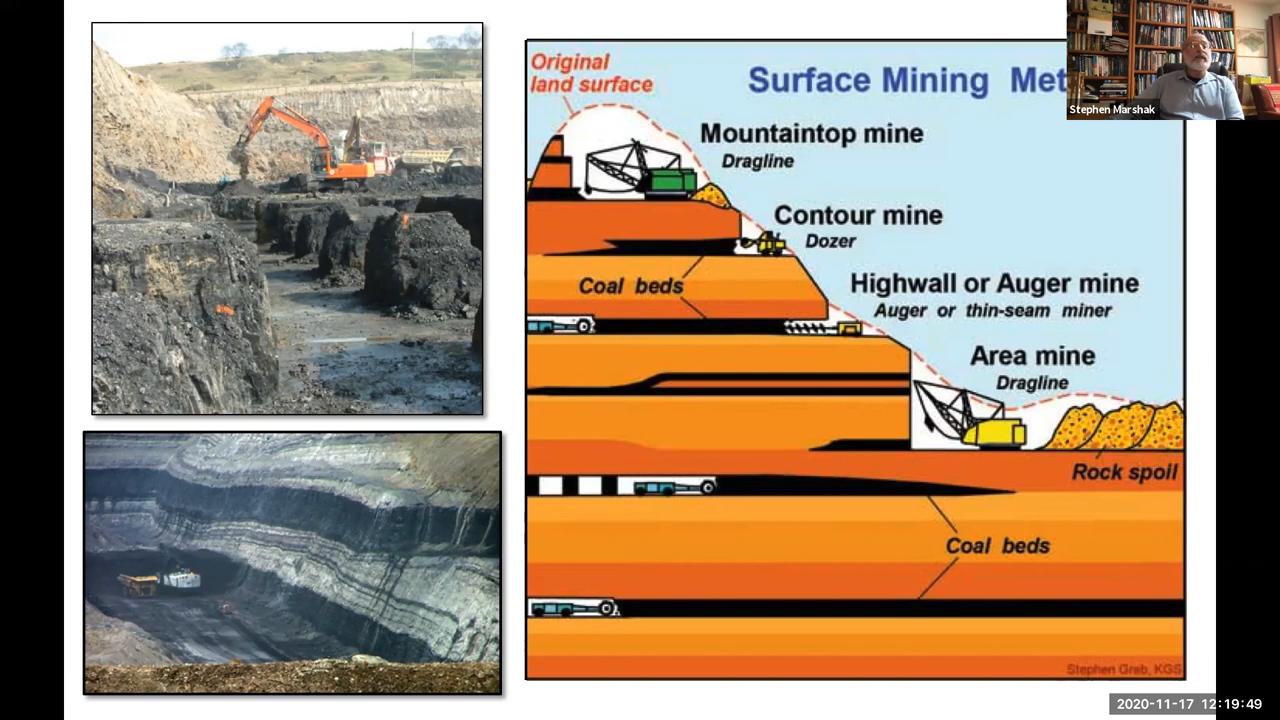 Original
land surface
Surface Mining Met
Stephen Marshak
Mountaintop mine
Dragline
Contour mine
Dozer
Coal beds
Highwall or Auger mine
Auger or thin-seam miner
Area mine
Dragline
Rock spoil
Coal beds
Stephen Greb, KGS
2020-11-17 12:19:49